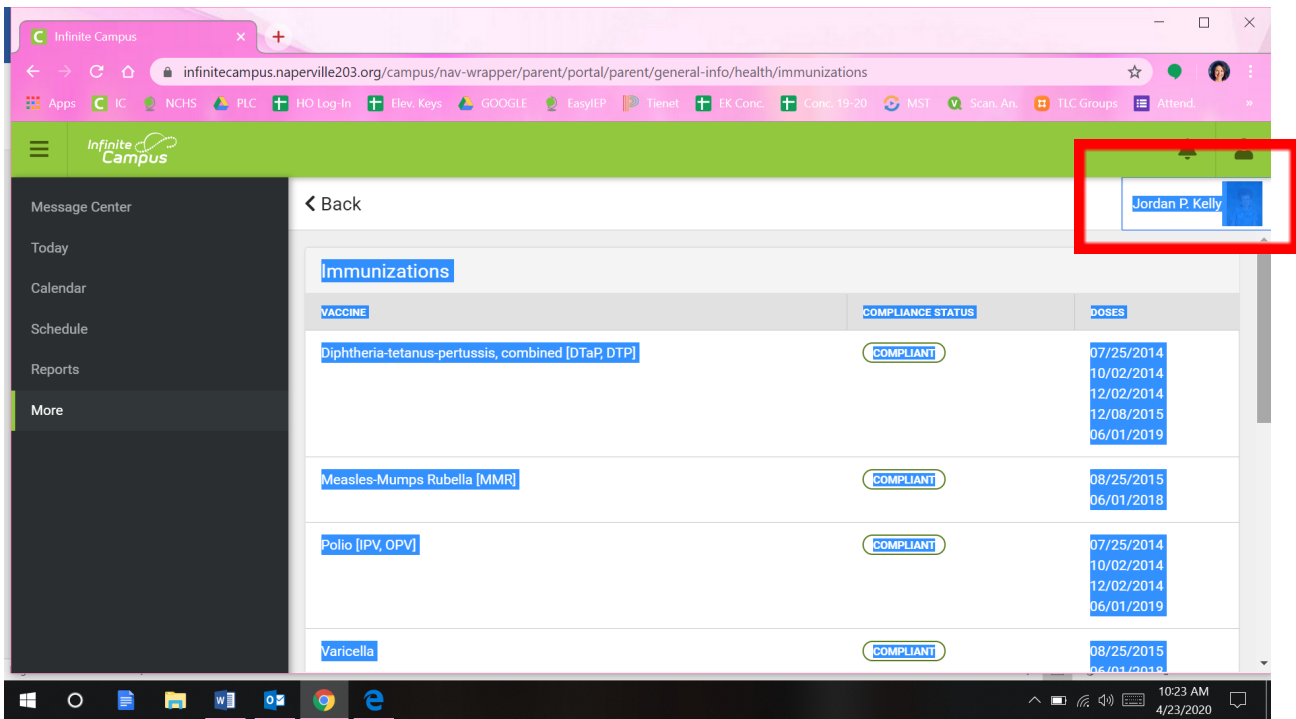 Infinite Campus
infinitecampus.naperville203.org/campus/nav-wrapper/parent/portal/parent/general-info/health/immunizations
Apps IC NCHS PLC HO Log-In Elev. Keys GOOGLE EasyIEP Tienet EK Conc. Conc. 19-20 MST Scan. An. TLC Groups Attend. »
Infinite Campus
Message Center
Today
Calendar
Schedule
Reports
More
Back
Jordan P. Kelly
Immunizations
VACCINE COMPLIANCE STATUS DOSES
Diphtheria-tetanus-pertussis, combined [DTaP, DTP] COMPLIANT 07/25/2014
10/02/2014
12/02/2014
12/08/2015
06/01/2019
Measles-Mumps Rubella [MMR] COMPLIANT 08/25/2015
06/01/2018
Polio [IPV, OPV] COMPLIANT 07/25/2014
10/02/2014
12/02/2014
06/01/2019
Varicella COMPLIANT 08/25/2015
06/01/2018
10:23 AM
4/23/2020